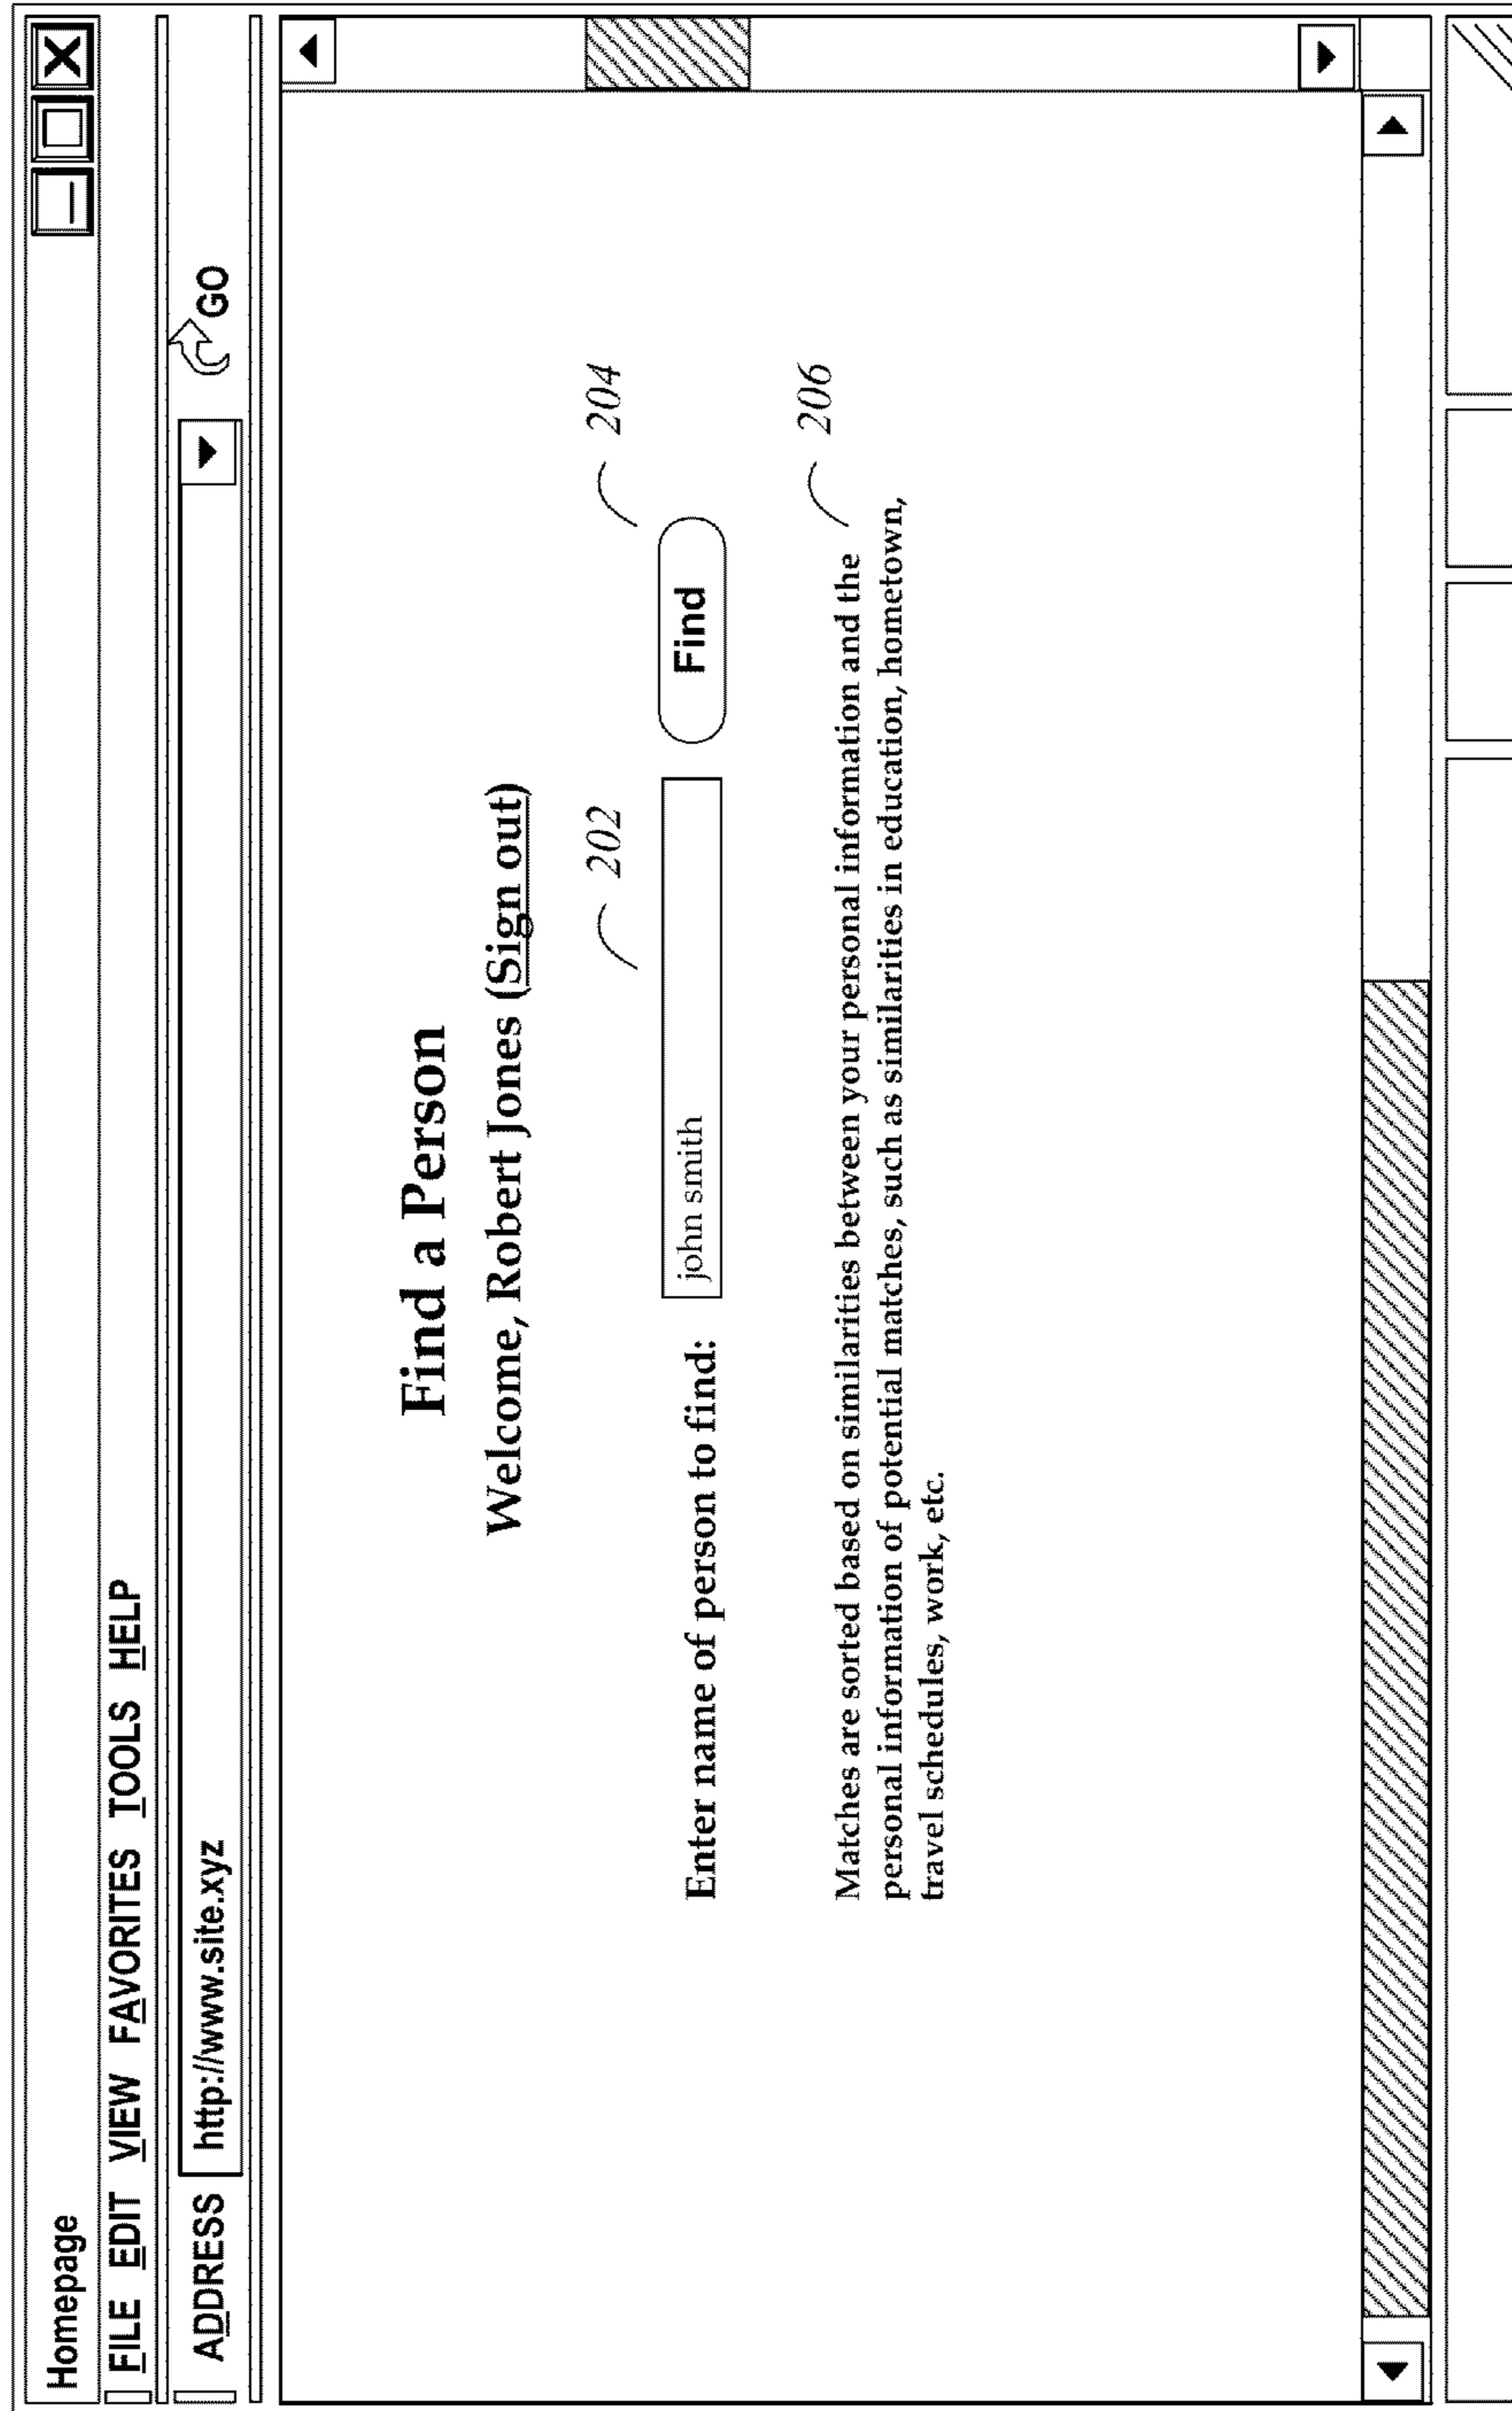 Homepage
FILE EDIT VIEW FAVORITES TOOLS HELP
ADDRESS http://www.site.xyz GO
Find a Person
Welcome, Robert Jones (Sign out)
202
204
Enter name of person to find: john smith Find
206
Matches are sorted based on similarities between your personal information and the
personal information of potential matches, such as similarities in education, hometown,
travel schedules, work, etc.